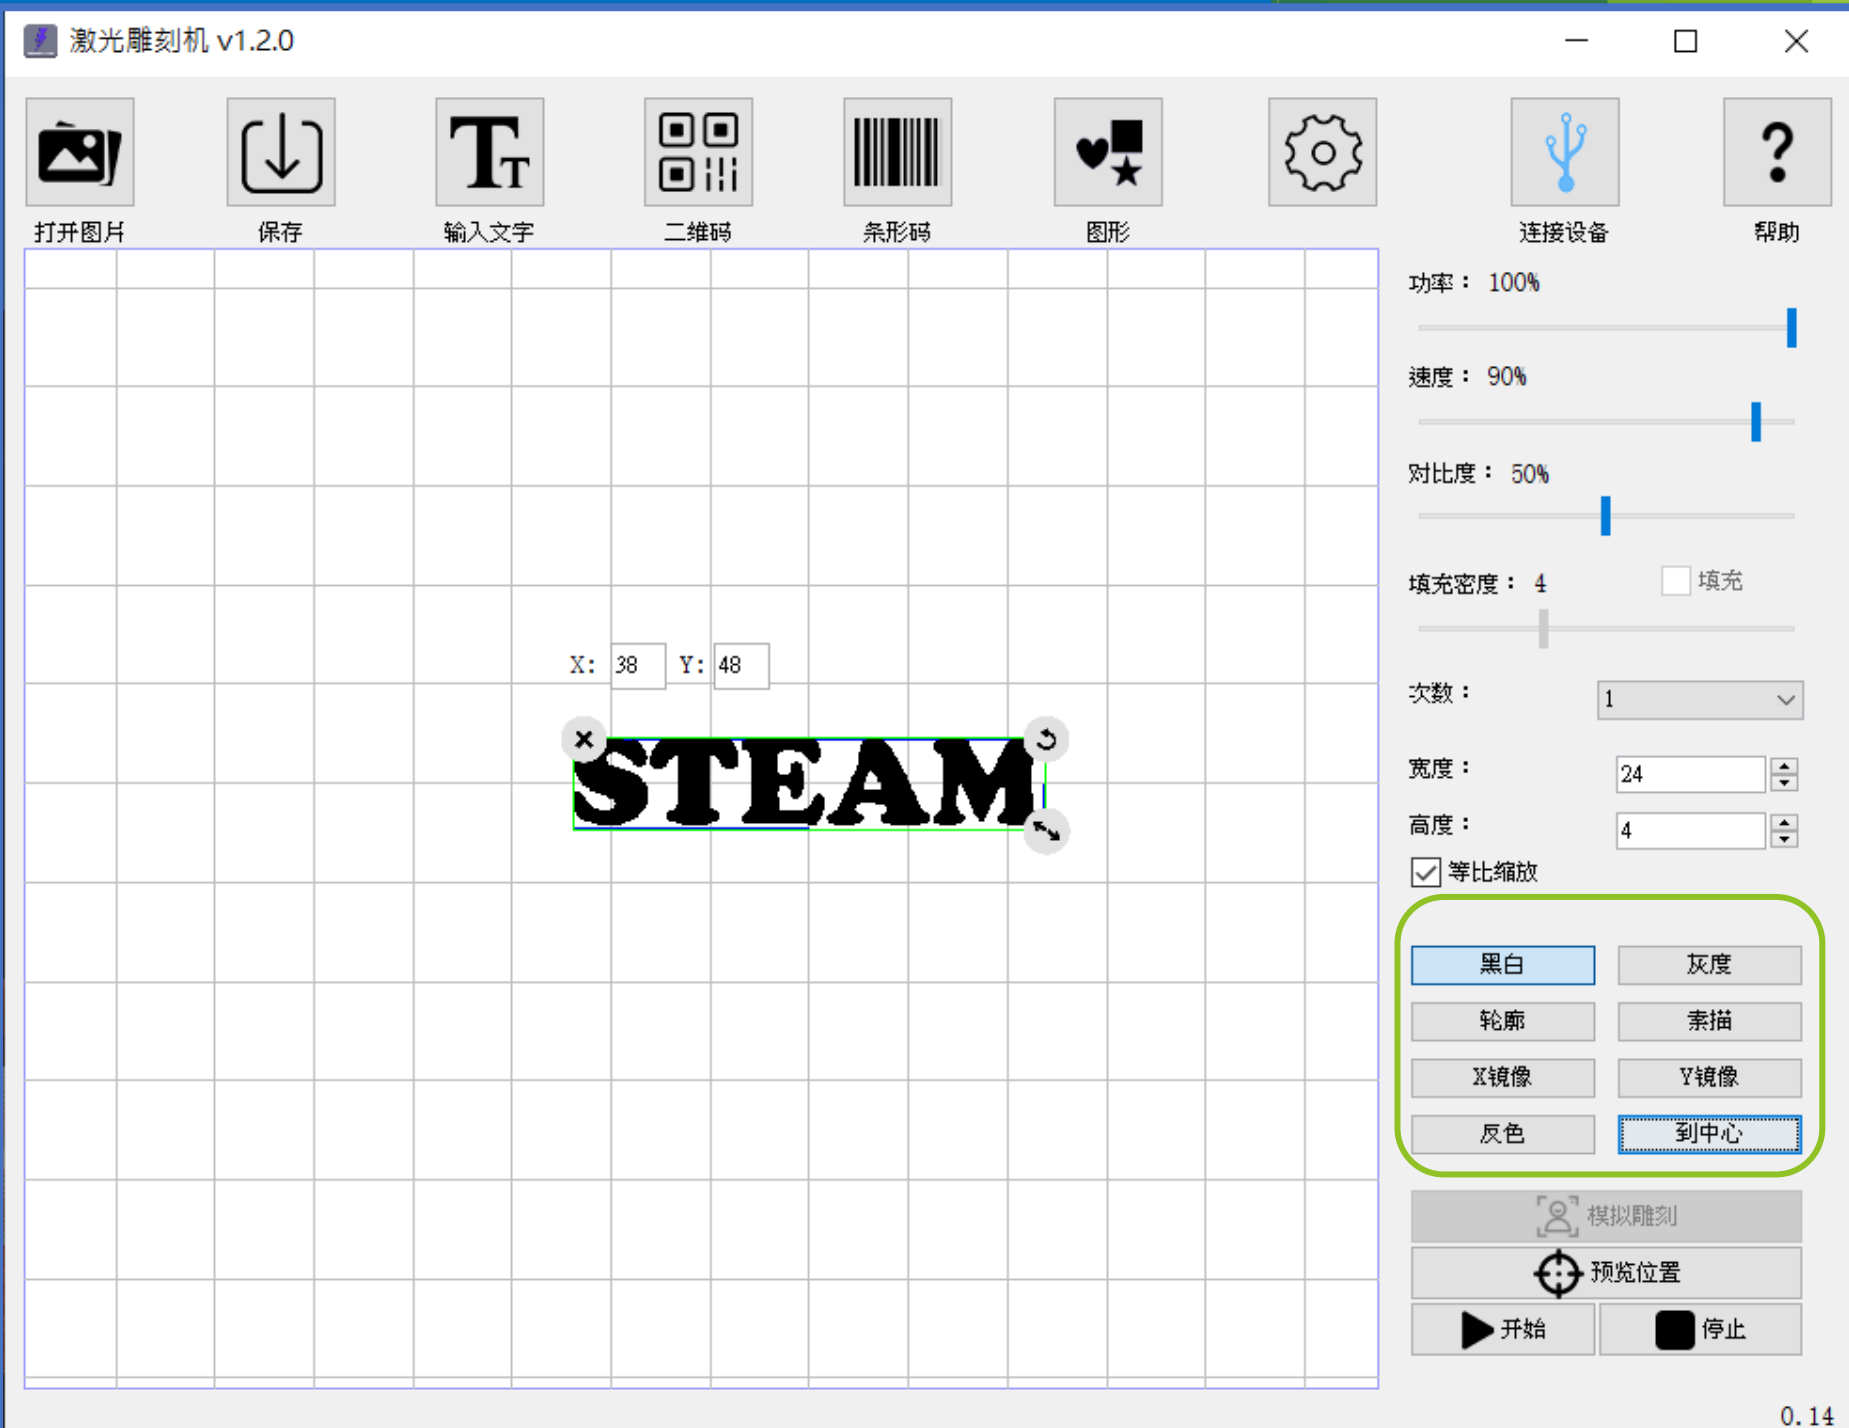 激光雕刻机 v1.2.0
打开图片 保存 输入文字 二维码 条形码 图形 连接设备 帮助
功率： 100%
速度： 90%
对比度： 50%
填充密度： 4 填充
X: 38 Y: 48
次数： 1
STEAM
宽度： 24
高度： 4
等比缩放
黑白 灰度
轮廓 素描
X镜像 Y镜像
反色 到中心
模拟雕刻
预览位置
开始 停止
0.14